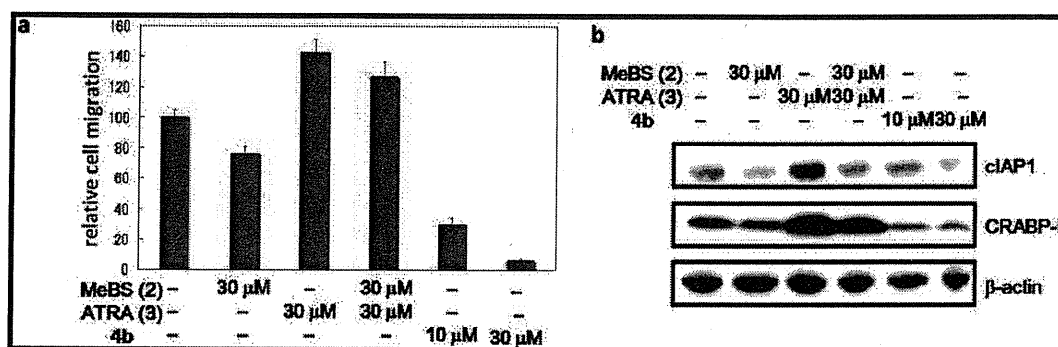 a
160
140
120
100
80
60
40
20
0
relative cell migration
MeBS (2) – 30 μM – 30 μM – –
ATRA (3) – – 30 μM 30 μM – –
4b – – – – 10 μM 30 μM
b
MeBS (2) – 30 μM – 30 μM – –
ATRA (3) – – 30 μM 30 μM – –
4b – – – – 10 μM 30 μM
cIAP1
CRABP-
β-actin